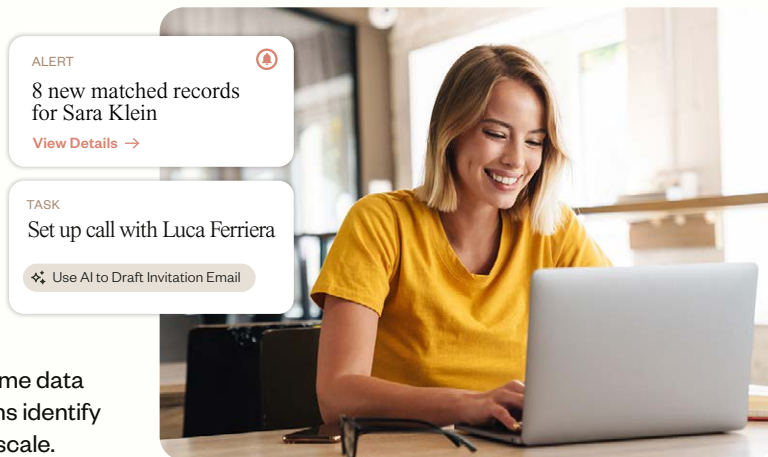 ALERT
8 new matched records
for Sara Klein
View Details →
TASK
Set up call with Luca Ferriera
Use AI to Draft Invitation Email
me data
identify
scale.